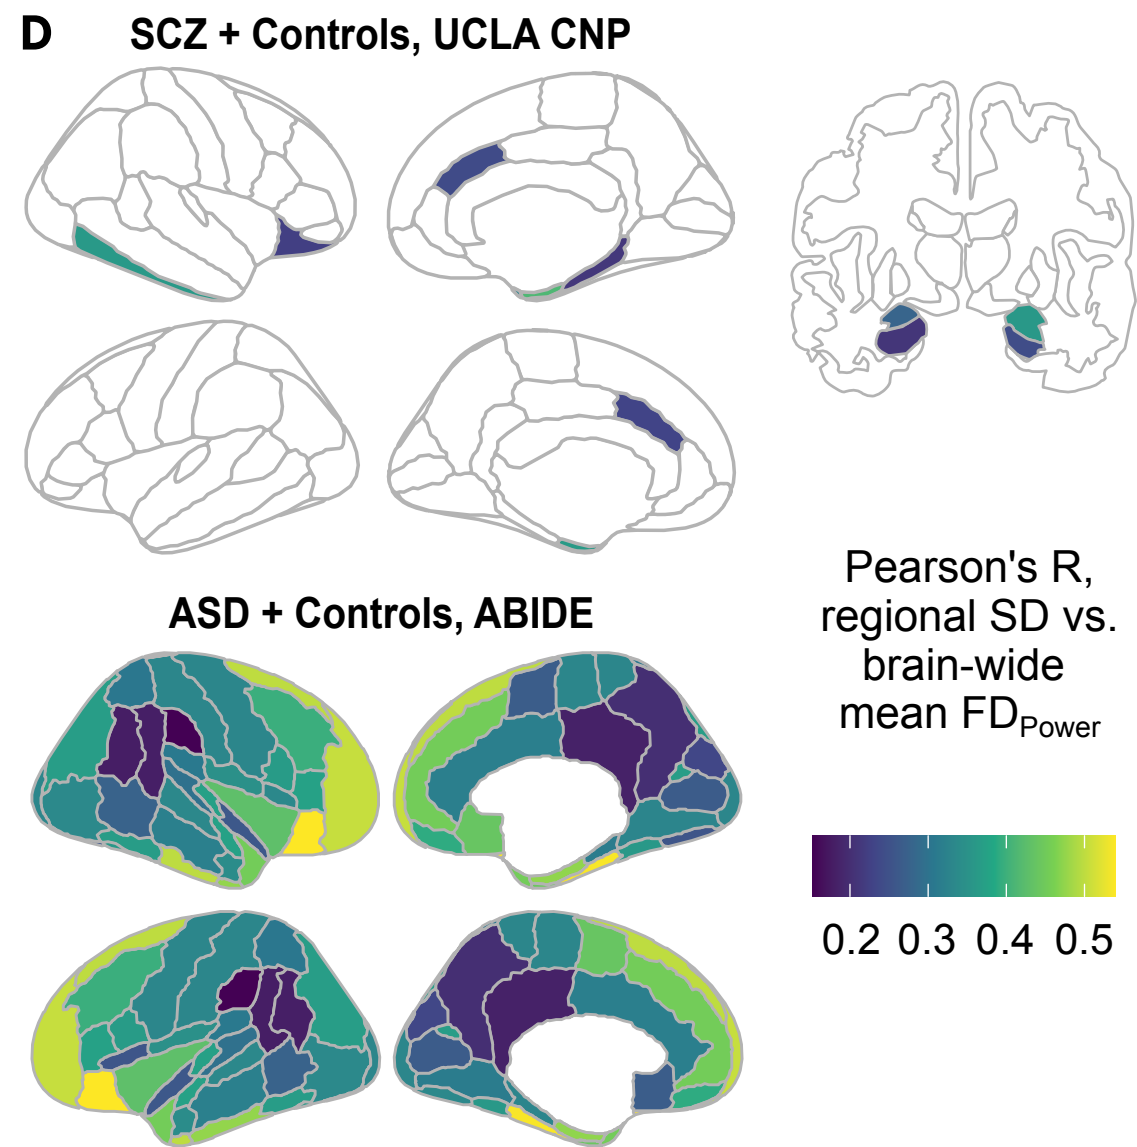 D SCZ + Controls, UCLA CNP
ASD + Controls, ABIDE
Pearson's R,
regional SD vs.
brain-wide
mean FDPower
0.2 0.3 0.4 0.5